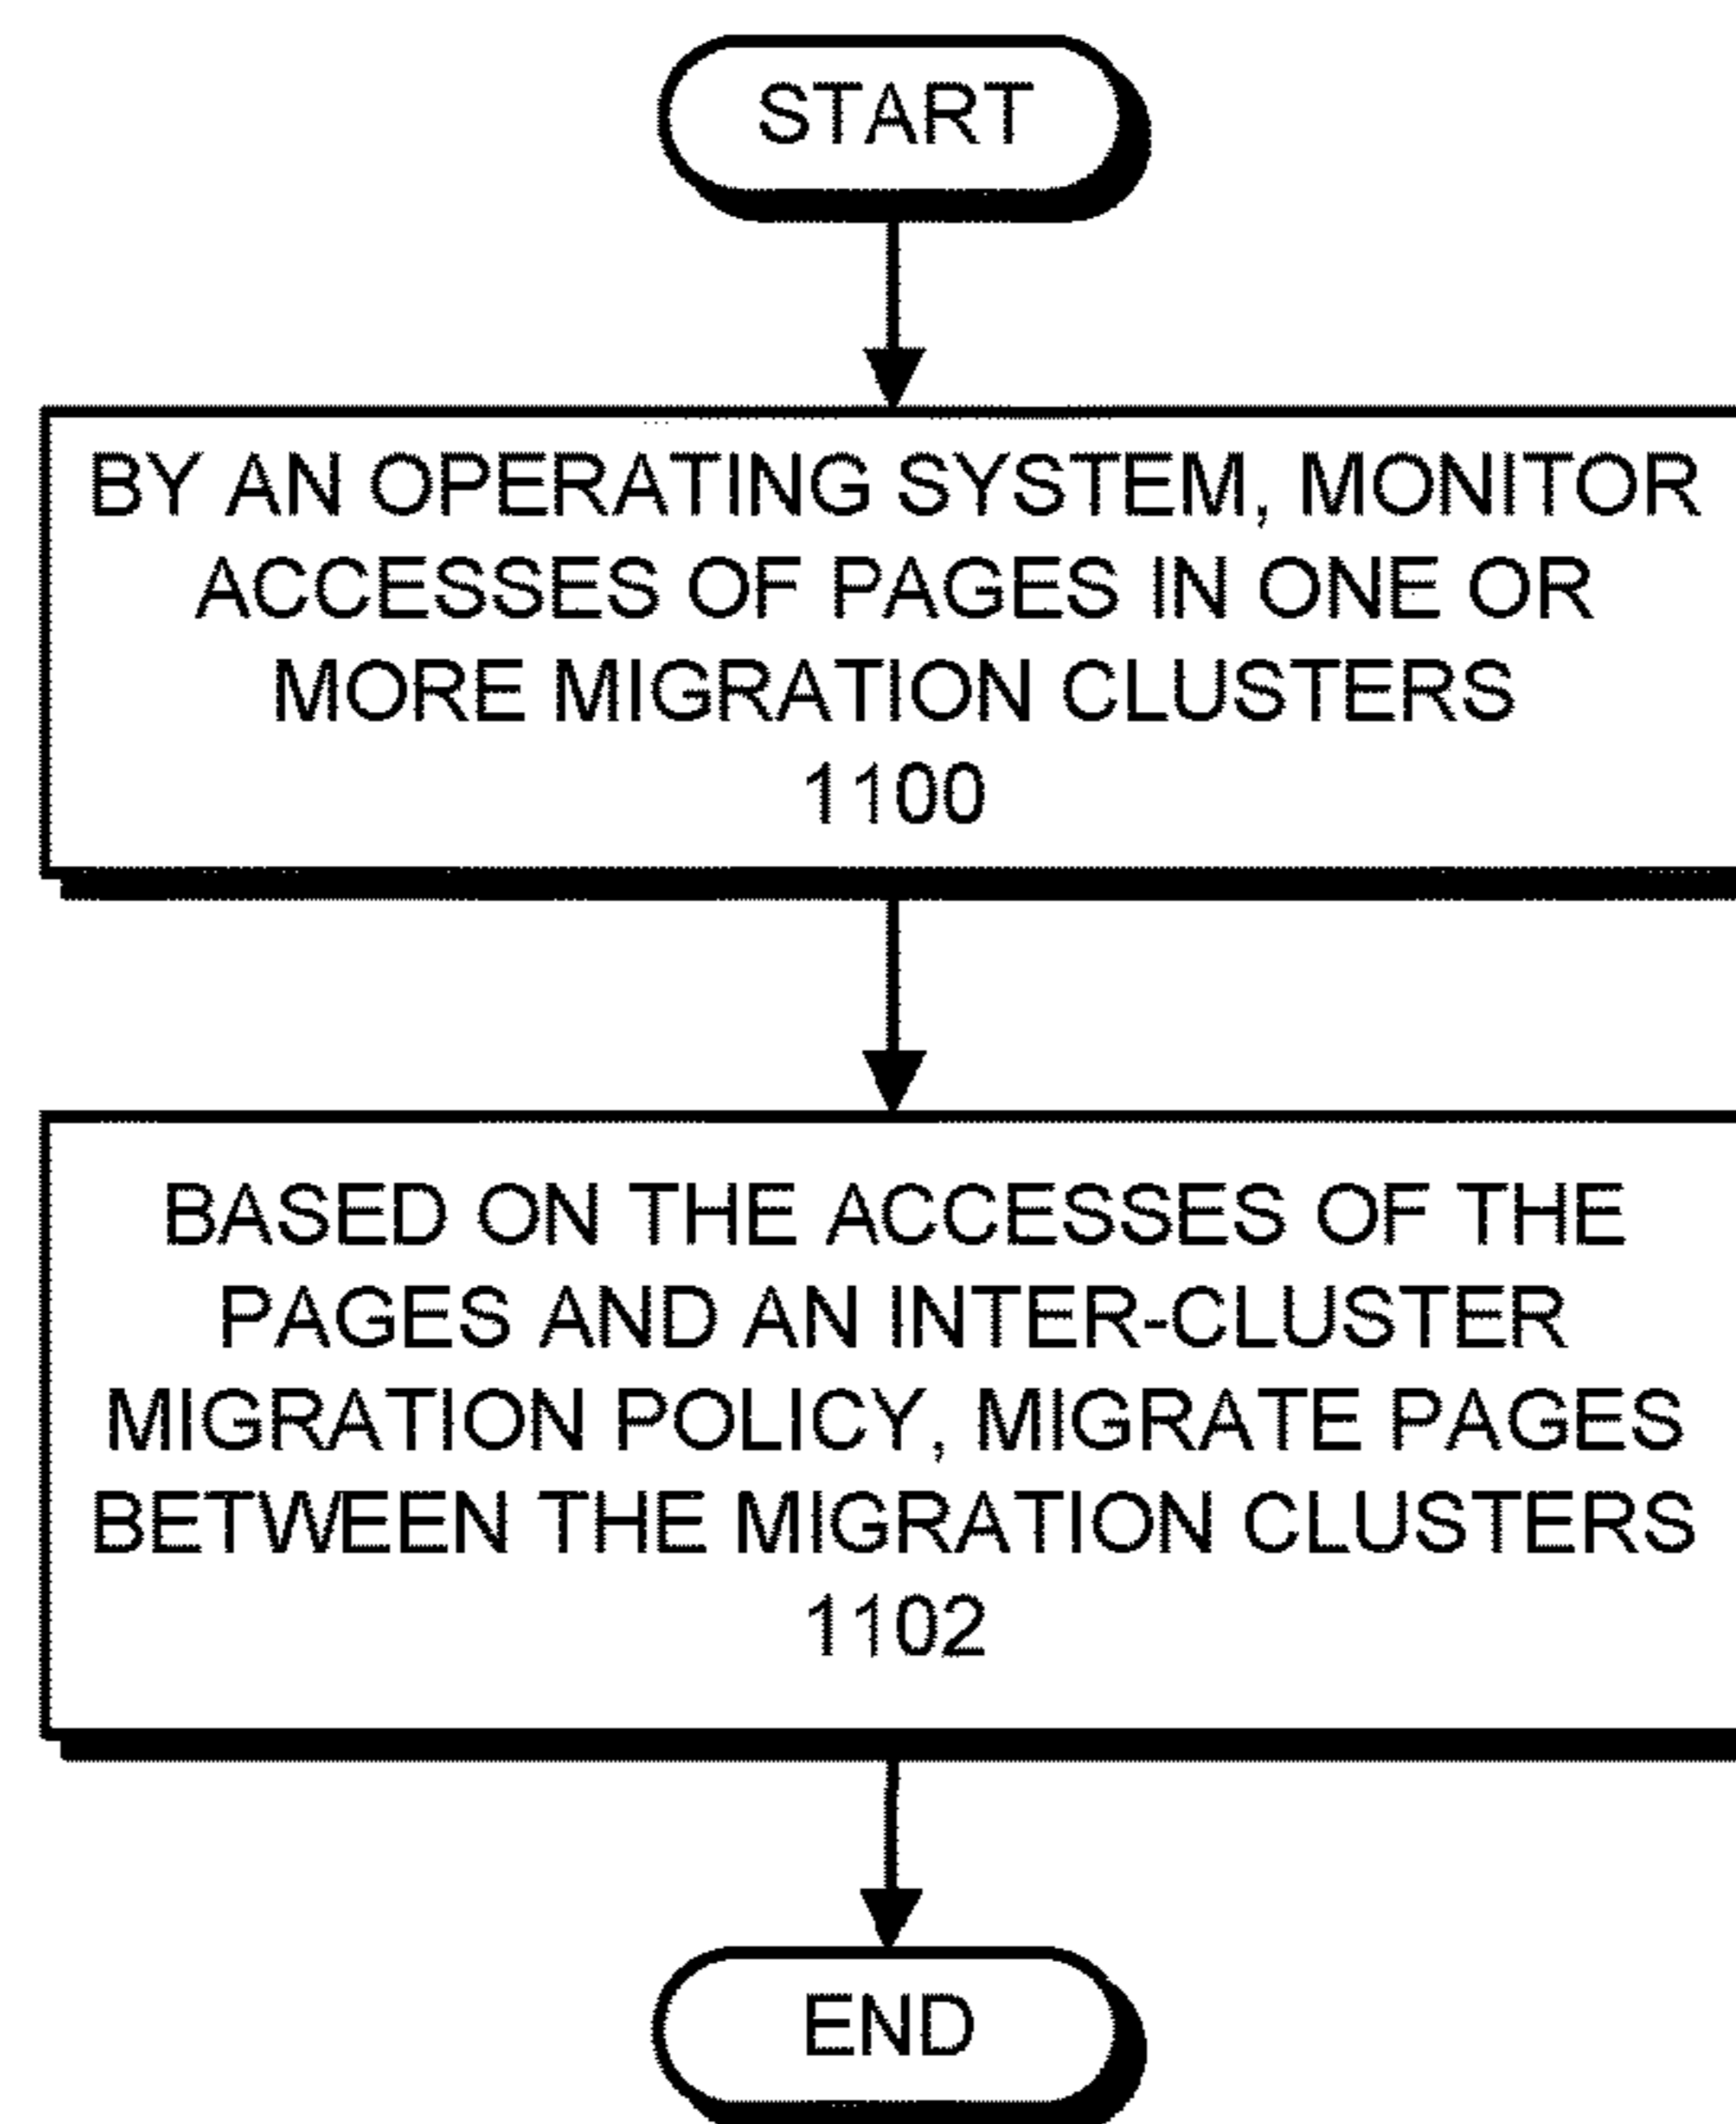 START
BY AN OPERATING SYSTEM, MONITOR
ACCESSES OF PAGES IN ONE OR
MORE MIGRATION CLUSTERS
1100
BASED ON THE ACCESSES OF THE
PAGES AND AN INTER-CLUSTER
MIGRATION POLICY, MIGRATE PAGES
BETWEEN THE MIGRATION CLUSTERS
1102
END